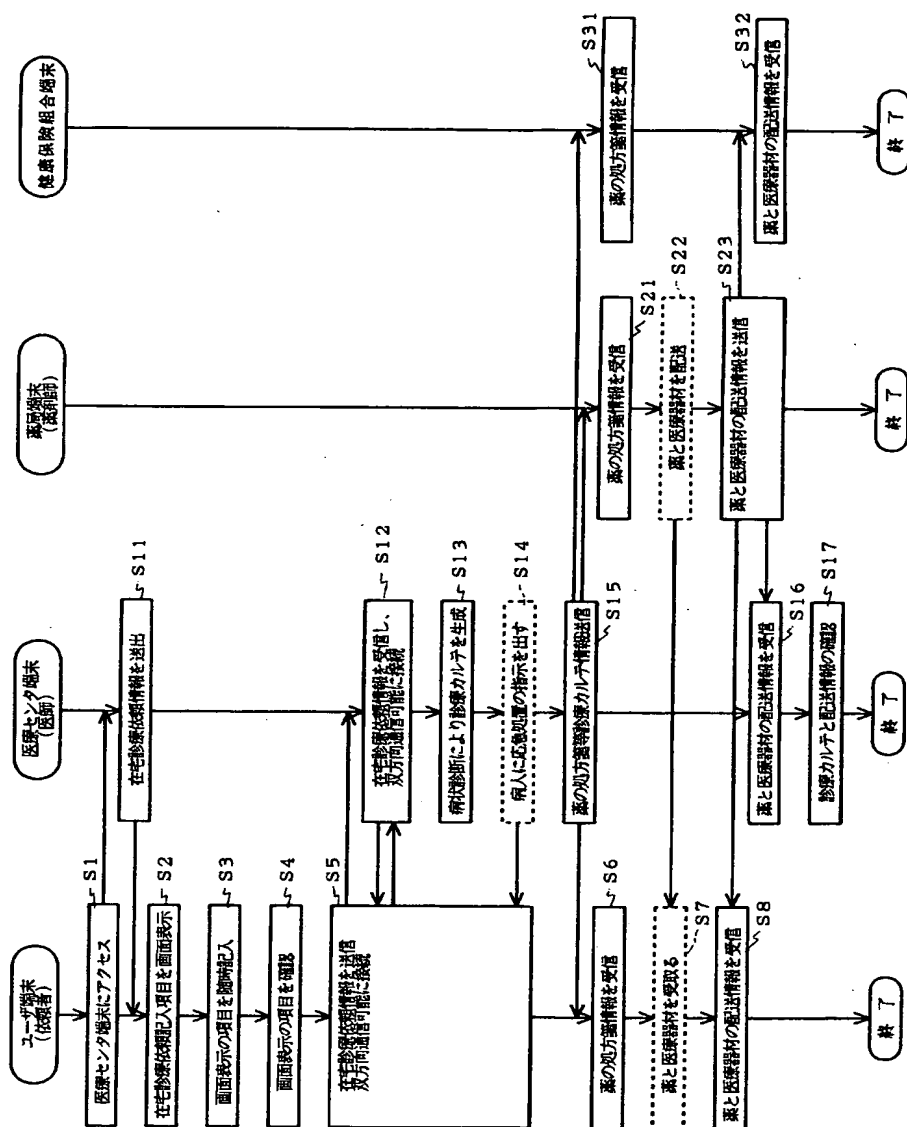 ユーザ端末
(依頼者)
医療センタ端末にアクセス
S1
在宅診療依頼記入項目を画面表示
S2
画面表示の項目を随時記入
S3
画面表示の項目を確認
S4
在宅診療依頼情報を送信
双方向通信可能に接続
S5
薬の処方箋情報を受信
S6
薬と医療器材を受取る
S7
薬と医療器材の配送情報を受信
S8
終了
医療センタ端末
(医師)
在宅診療依頼情報を送出
S11
在宅診療依頼情報を受信し、
双方向通信可能に接続
S12
病状診断により診療カルテを生成
S13
病人に応急処置の指示を出す
S14
薬の処方箋等診療カルテ情報送信
S15
薬と医療器材の配送情報を受信
S16
診療カルテと配送情報の確認
S17
終了
薬局端末
(薬剤師)
薬の処方箋情報を受信
S21
薬と医療器材を配送
S22
薬と医療器材の配送情報を送信
S23
終了
健康保険組合端末
薬の処方箋情報を受信
S31
薬と医療器材の配送情報を受信
S32
終了